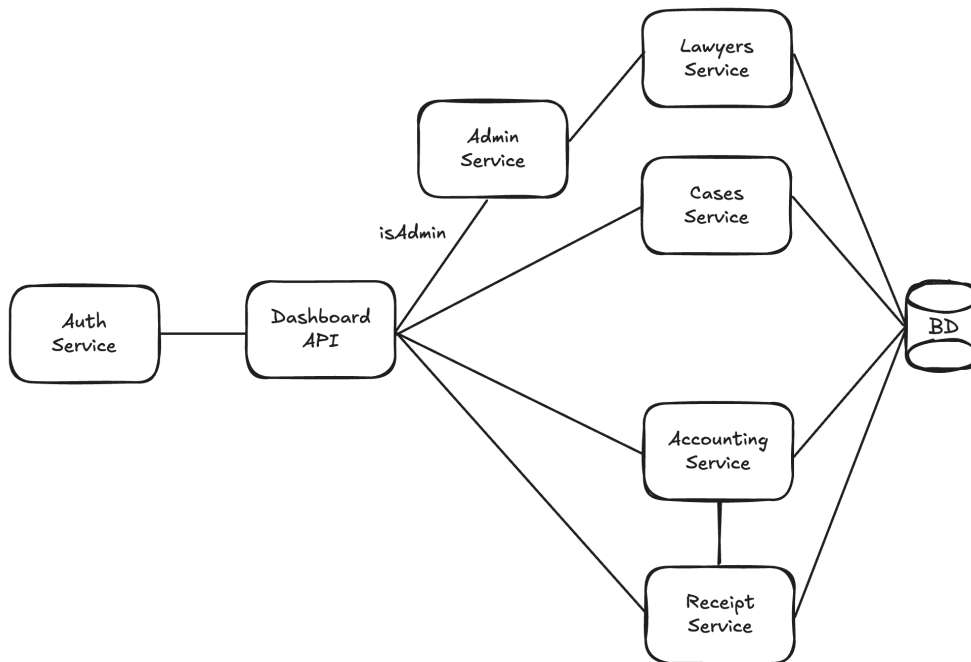 Lawyers
Service
Admin
Service
Cases
Service
isAdmin
Auth
Service
Dashboard
API
BD
Accounting
Service
Receipt
Service